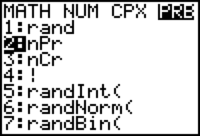 MATH NUM CPX PRB
1:rand
2:nPr
3:nCr
4:!
5:randInt(
6:randNorm(
7:randBin(